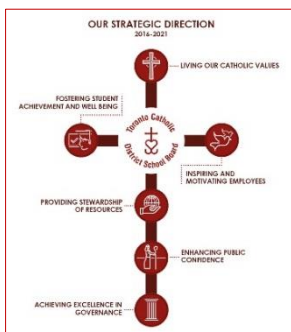 OUR STRATEGIC DIRECTION
2016-2021
LIVING OUR CATHOLIC VALUES
FOSTERING STUDENT
ACHIEVEMENT AND WELL BEING
Toronto Catholic
District School Board
INSPIRING AND
MOTIVATING EMPLOYEES
PROVIDING STEWARDSHIP
OF RESOURCES
ENHANCING PUBLIC
CONFIDENCE
ACHIEVING EXCELLENCE IN
GOVERNANCE